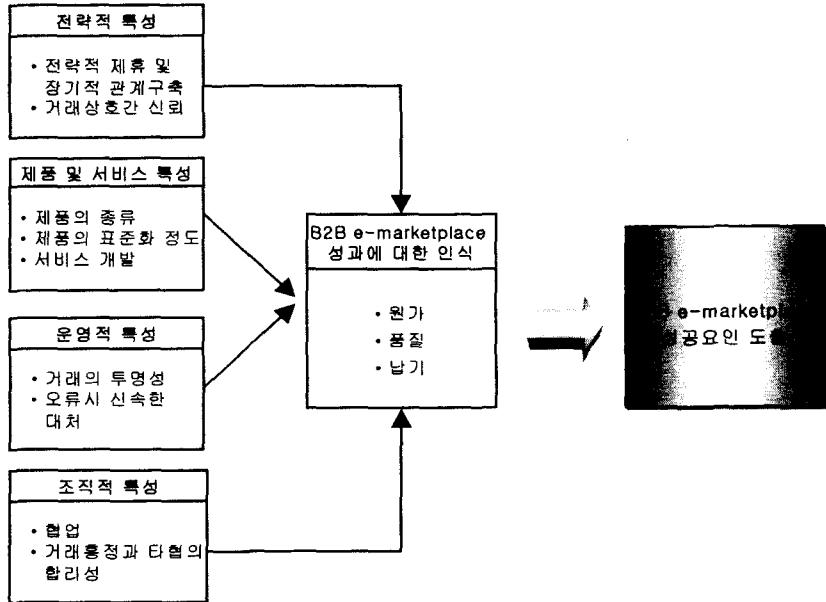 전략적 특성
• 전략적 제휴 및
장기적 관계구축
• 거래상호간 신뢰
제품 및 서비스 특성
• 제품의 종류
• 제품의 표준화 정도
• 서비스 개발
운영적 특성
• 거래의 투명성
• 오류시 신속한
대처
조직적 특성
• 협업
• 거래흥정과 타협의
합리성
B2B e-marketplace
성과에 대한 인식
• 원가
• 품질
• 납기